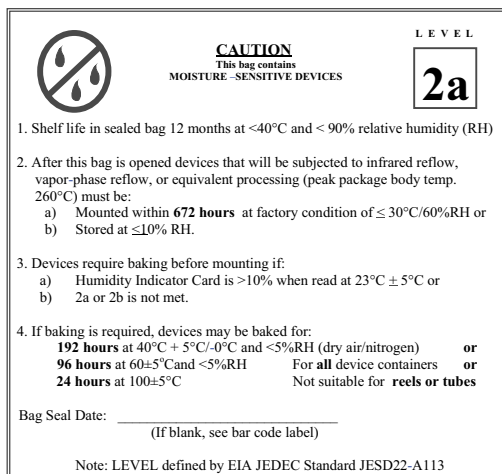 L E V E L
CAUTION
This bag contains
MOISTURE –SENSITIVE DEVICES
2a
1. Shelf life in sealed bag 12 months at <40°C and < 90% relative humidity (RH)
2. After this bag is opened devices that will be subjected to infrared reflow,
vapor-phase reflow, or equivalent processing (peak package body temp.
260°C) must be:
a) Mounted within 672 hours at factory condition of ≤ 30°C/60%RH or
b) Stored at ≤10% RH.
3. Devices require baking before mounting if:
a) Humidity Indicator Card is >10% when read at 23°C ± 5°C or
b) 2a or 2b is not met.
4. If baking is required, devices may be baked for:
192 hours at 40°C + 5°C/-0°C and <5%RH (dry air/nitrogen) or
96 hours at 60±5°Cand <5%RH For all device containers or
24 hours at 100±5°C Not suitable for reels or tubes
Bag Seal Date: ______________________________
(If blank, see bar code label)
Note: LEVEL defined by EIA JEDEC Standard JESD22-A113